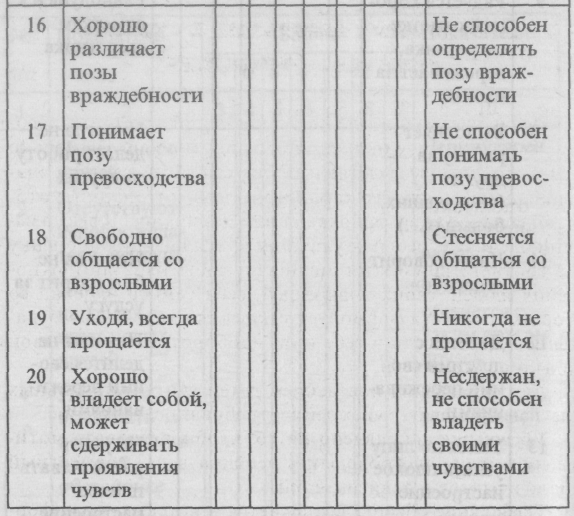 16 Хорошо
различает
позы
враждебности
Не способен
определить
позу враж-
дебности
17 Понимает
позу
превосходства
Не способен
понимать
позу превос-
ходства
18 Свободно
общается со
взрослыми
Стесняется
общаться со
взрослыми
19 Уходя, всегда
прощается
Никогда не
прощается
20 Хорошо
владеет собой,
может
сдерживать
проявления
чувств
Несдержан,
не способен
владеть
своими
чувствами